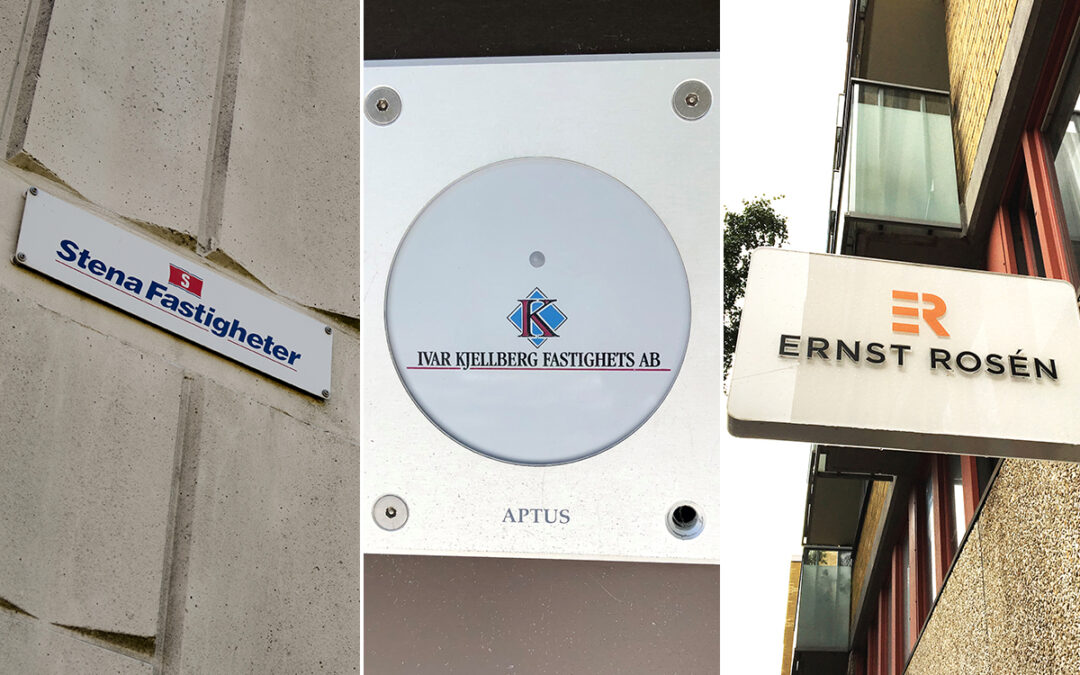 S
Stena Fastigheter
K
IVAR KJELLBERG FASTIGHETS AB
APTUS
ER
ERNST ROSÉN